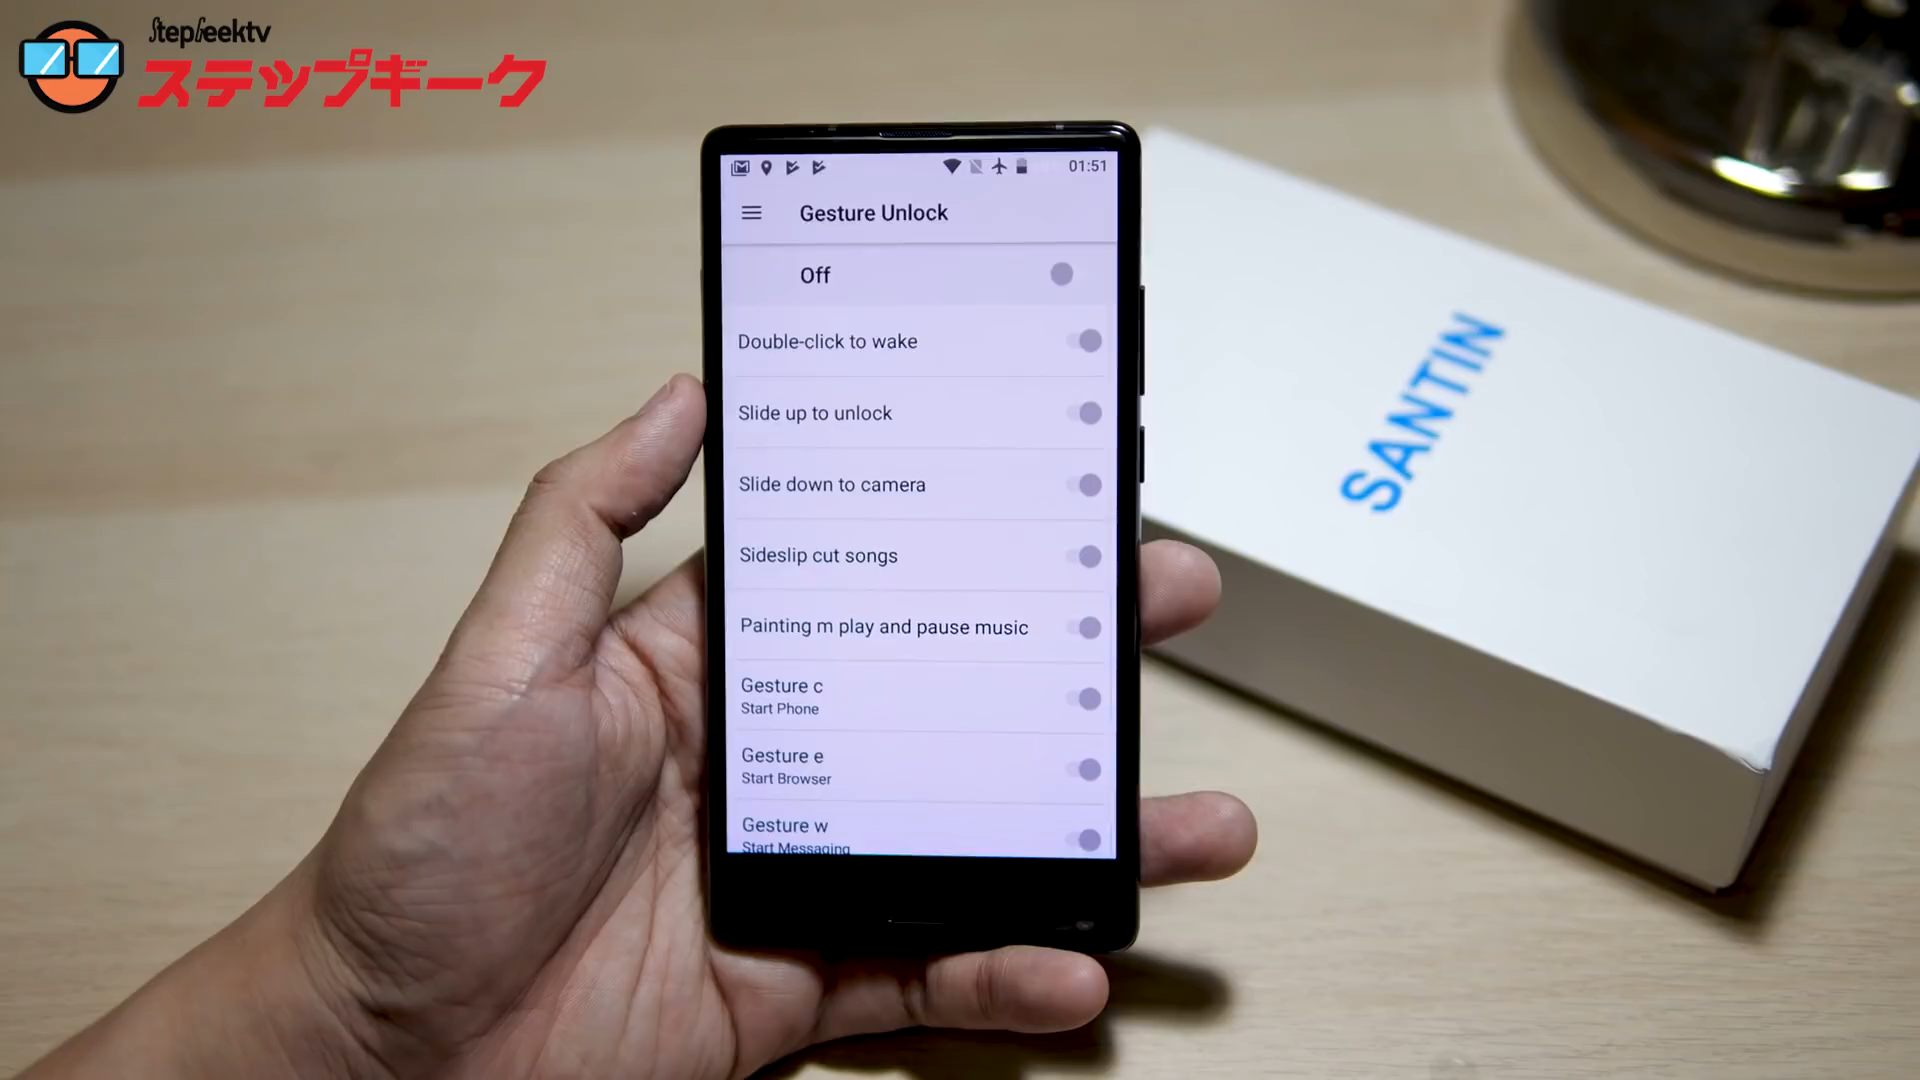 StepGeektv
ステップギーク
01:51
Gesture Unlock
Off
Double-click to wake
Slide up to unlock
Slide down to camera
Sideslip cut songs
Painting m play and pause music
Gesture c
Start Phone
Gesture e
Start Browser
Gesture w
Start Messaging
SANTIN